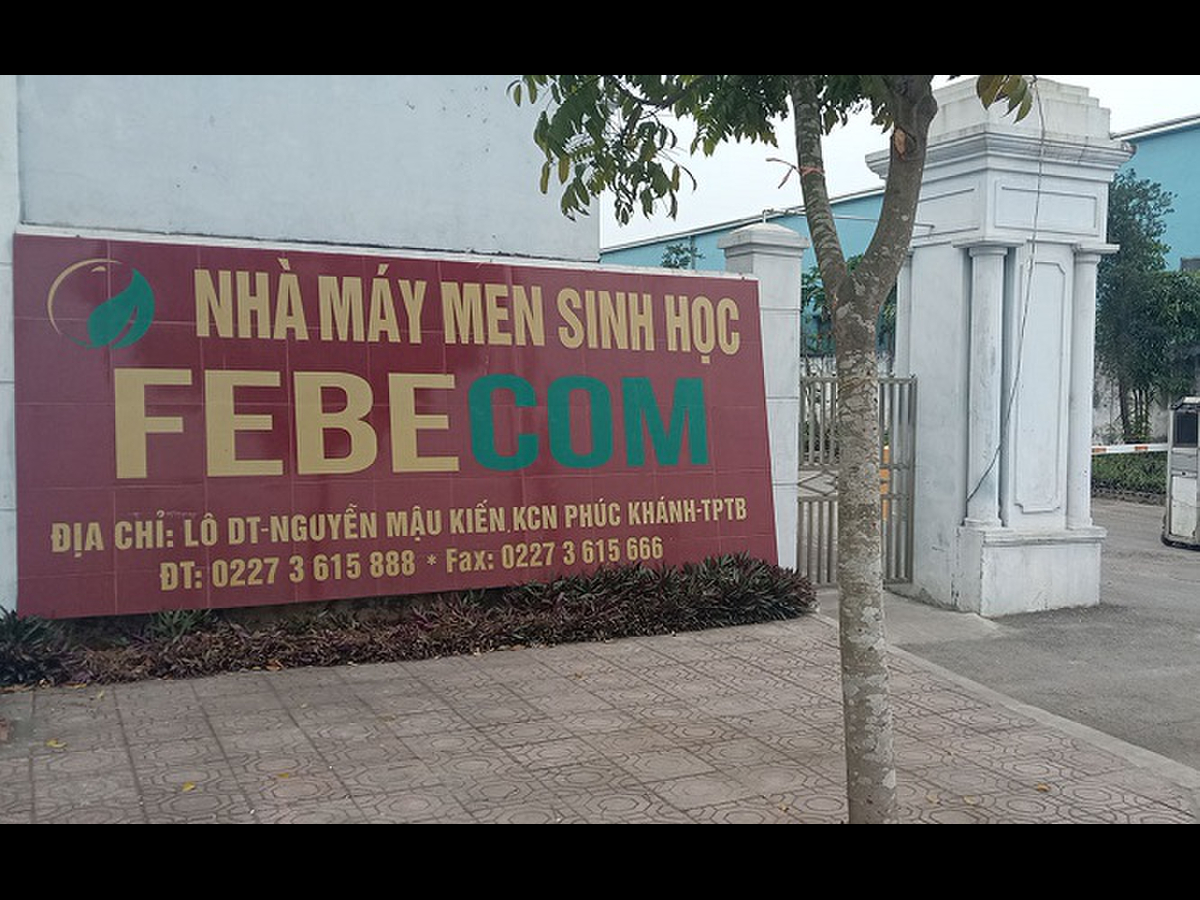 NHÀ MÁY MEN SINH HỌC
FEBECOM
ĐỊA CHỈ: LÔ DT-NGUYỄN MẬU KIẾN,KCN PHÚC KHÁNH-TPTB
ĐT: 0227 3 615 888 * Fax: 0227 3 615 666